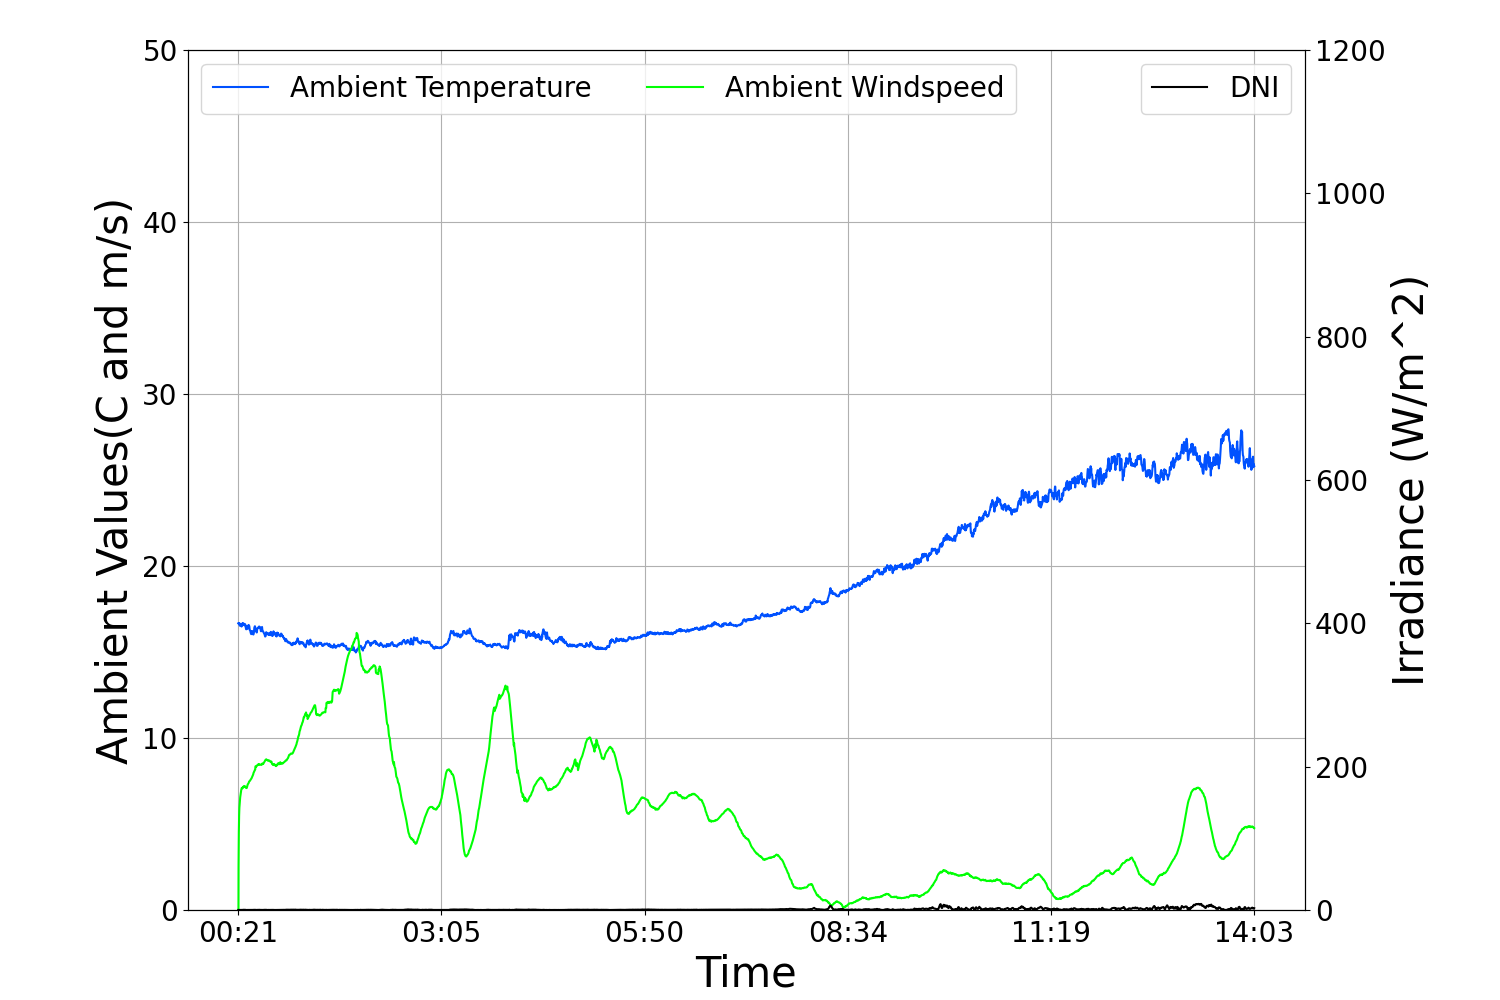 Ambient Temperature
Ambient Windspeed
DNI
50
40
30
20
10
0
Ambient Values(C and m/s)
1200
1000
800
600
400
200
0
Irradiance (W/m^2)
00:21 03:05 05:50 08:34 11:19 14:03
Time